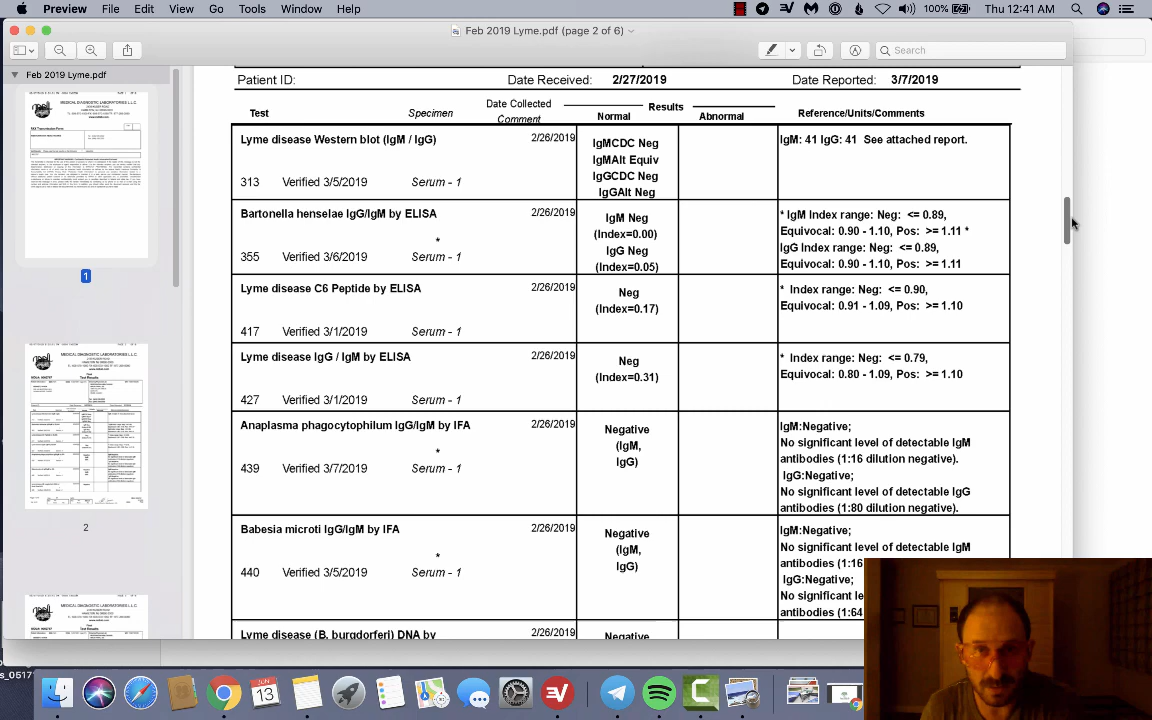 Preview File Edit View Go Tools Window Help 100% Thu 12:41 AM
Feb 2019 Lyme.pdf (page 2 of 6)
Search
Feb 2019 Lyme.pdf
MEDICAL DIAGNOSTIC LABORATORIES L.L.C.
1
2
Patient ID: Date Received: 2/27/2019 Date Reported: 3/7/2019
Test Specimen Date Collected Comment Results Normal Abnormal Reference/Units/Comments
Lyme disease Western blot (IgM / IgG) 2/26/2019
313 Verified 3/5/2019 Serum - 1
IgMCDC Neg
IgMAlt Equiv
IgGCDC Neg
IgGAlt Neg
IgM: 41 IgG: 41 See attached report.
Bartonella henselae IgG/IgM by ELISA 2/26/2019
*
355 Verified 3/6/2019 Serum - 1
IgM Neg
(Index=0.00)
IgG Neg
(Index=0.05)
* IgM Index range: Neg: <= 0.89,
Equivocal: 0.90 - 1.10, Pos: >= 1.11 *
IgG Index range: Neg: <= 0.89,
Equivocal: 0.90 - 1.10, Pos: >= 1.11
Lyme disease C6 Peptide by ELISA 2/26/2019
417 Verified 3/1/2019 Serum - 1
Neg
(Index=0.17)
* Index range: Neg: <= 0.90,
Equivocal: 0.91 - 1.09, Pos: >= 1.10
Lyme disease IgG / IgM by ELISA 2/26/2019
427 Verified 3/1/2019 Serum - 1
Neg
(Index=0.31)
* Index range: Neg: <= 0.79,
Equivocal: 0.80 - 1.09, Pos: >= 1.10
Anaplasma phagocytophilum IgG/IgM by IFA 2/26/2019
*
439 Verified 3/7/2019 Serum - 1
Negative
(IgM,
IgG)
IgM:Negative;
No significant level of detectable IgM
antibodies (1:16 dilution negative).
IgG:Negative;
No significant level of detectable IgG
antibodies (1:80 dilution negative).
Babesia microti IgG/IgM by IFA 2/26/2019
*
440 Verified 3/5/2019 Serum - 1
Negative
(IgM,
IgG)
IgM:Negative;
No significant level of detectable IgM
antibodies (1:16
IgG:Negative;
No significant le
antibodies (1:64
Lyme disease (B. burgdorferi) DNA by 2/26/2019 Negative
s_0517
JUN
13